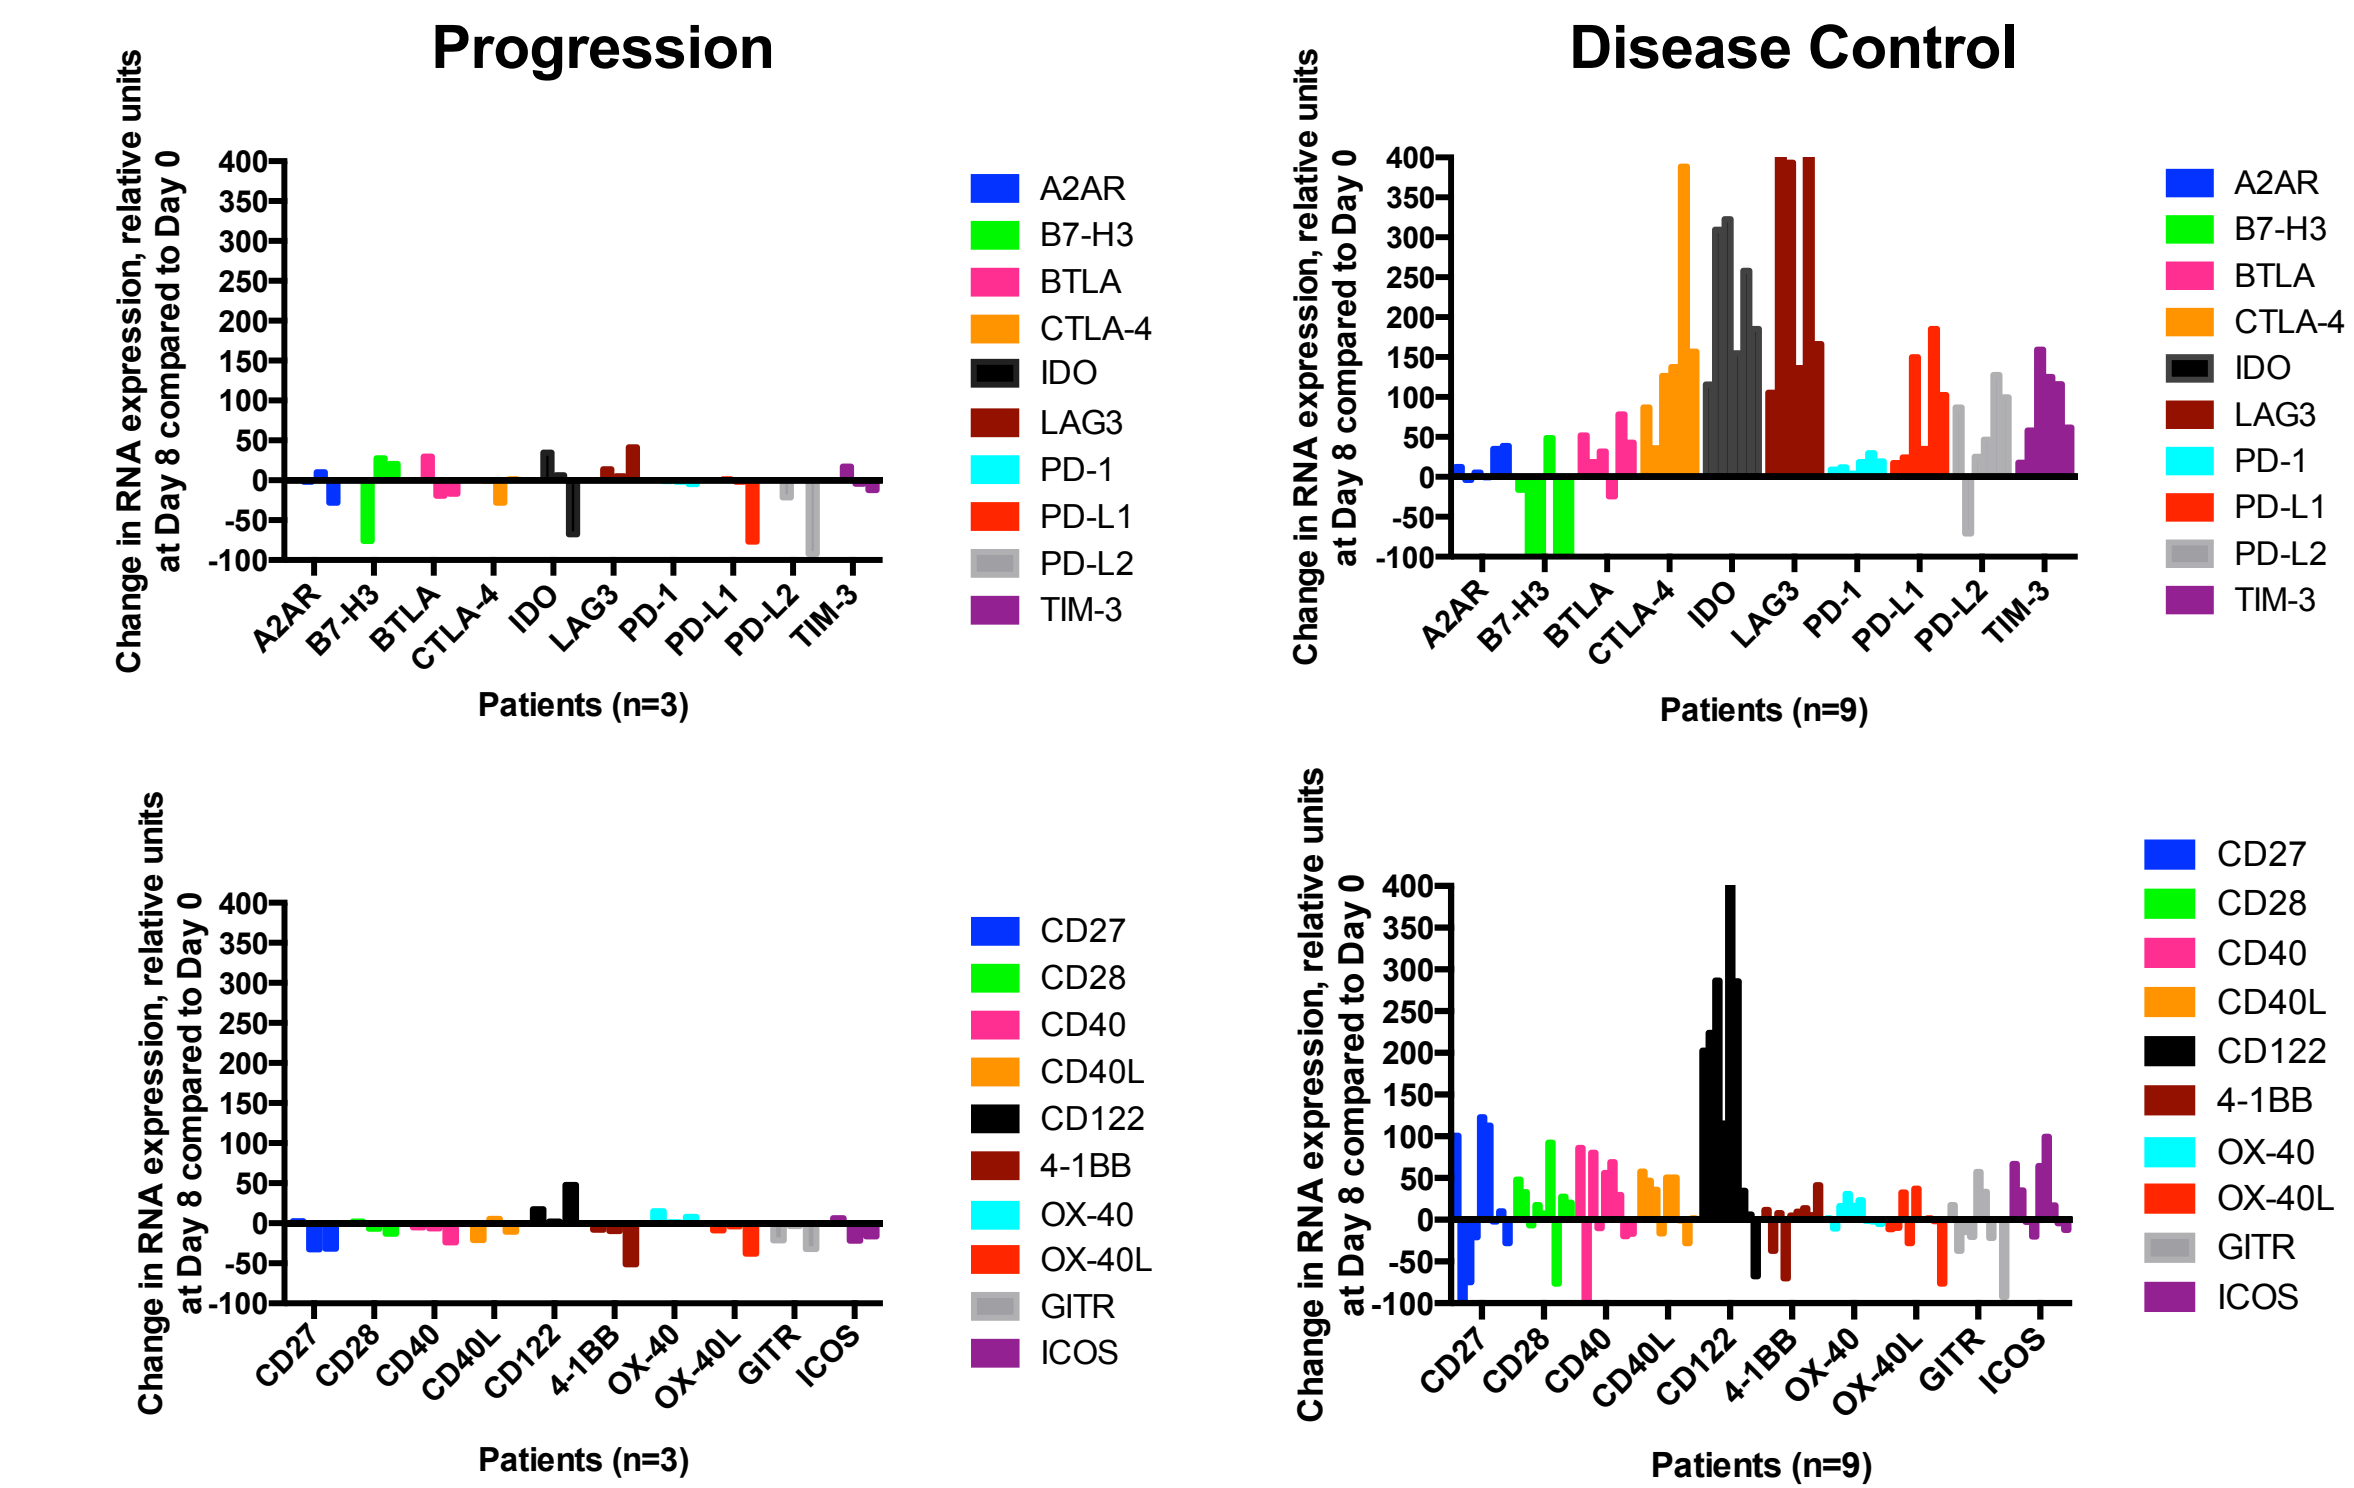 Progression
Change in RNA expression, relative units
at Day 8 compared to Day 0
400
350
300
250
200
150
100
50
0
-50
-100
A2AR
B7-H3
BTLA
CTLA-4
IDO
LAG3
PD-1
PD-L1
PD-L2
TIM-3
Patients (n=3)
A2AR
B7-H3
BTLA
CTLA-4
IDO
LAG3
PD-1
PD-L1
PD-L2
TIM-3
Disease Control
Change in RNA expression, relative units
at Day 8 compared to Day 0
400
350
300
250
200
150
100
50
0
-50
-100
A2AR
B7-H3
BTLA
CTLA-4
IDO
LAG3
PD-1
PD-L1
PD-L2
TIM-3
Patients (n=9)
A2AR
B7-H3
BTLA
CTLA-4
IDO
LAG3
PD-1
PD-L1
PD-L2
TIM-3
Change in RNA expression, relative units
at Day 8 compared to Day 0
400
350
300
250
200
150
100
50
0
-50
-100
CD27
CD28
CD40
CD40L
CD122
4-1BB
OX-40
OX-40L
GITR
ICOS
Patients (n=3)
CD27
CD28
CD40
CD40L
CD122
4-1BB
OX-40
OX-40L
GITR
ICOS
Change in RNA expression, relative units
at Day 8 compared to Day 0
400
350
300
250
200
150
100
50
0
-50
-100
CD27
CD28
CD40
CD40L
CD122
4-1BB
OX-40
OX-40L
GITR
ICOS
Patients (n=9)
CD27
CD28
CD40
CD40L
CD122
4-1BB
OX-40
OX-40L
GITR
ICOS